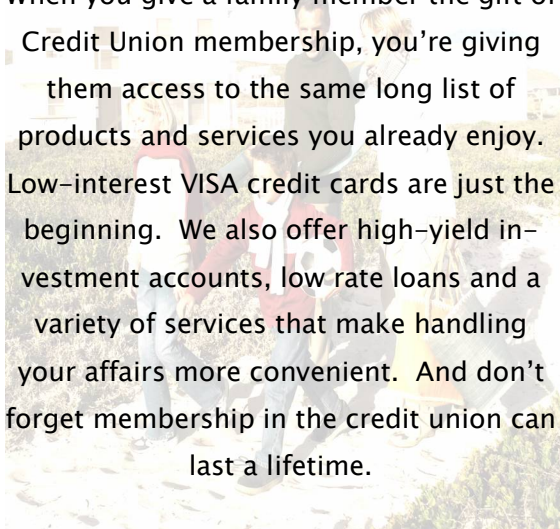 When you give a family member the gift of
Credit Union membership, you’re giving
them access to the same long list of
products and services you already enjoy.
Low-interest VISA credit cards are just the
beginning.  We also offer high-yield in-
vestment accounts, low rate loans and a
variety of services that make handling
your affairs more convenient.  And don’t
forget membership in the credit union can
last a lifetime.